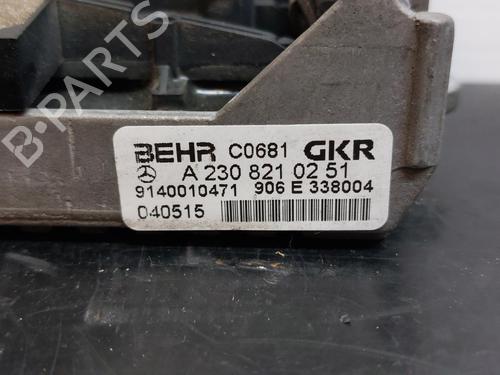 B-PARTS
BEHR C0681 GKR
A 230 821 02 51
9140010471 906 E 338004
040515